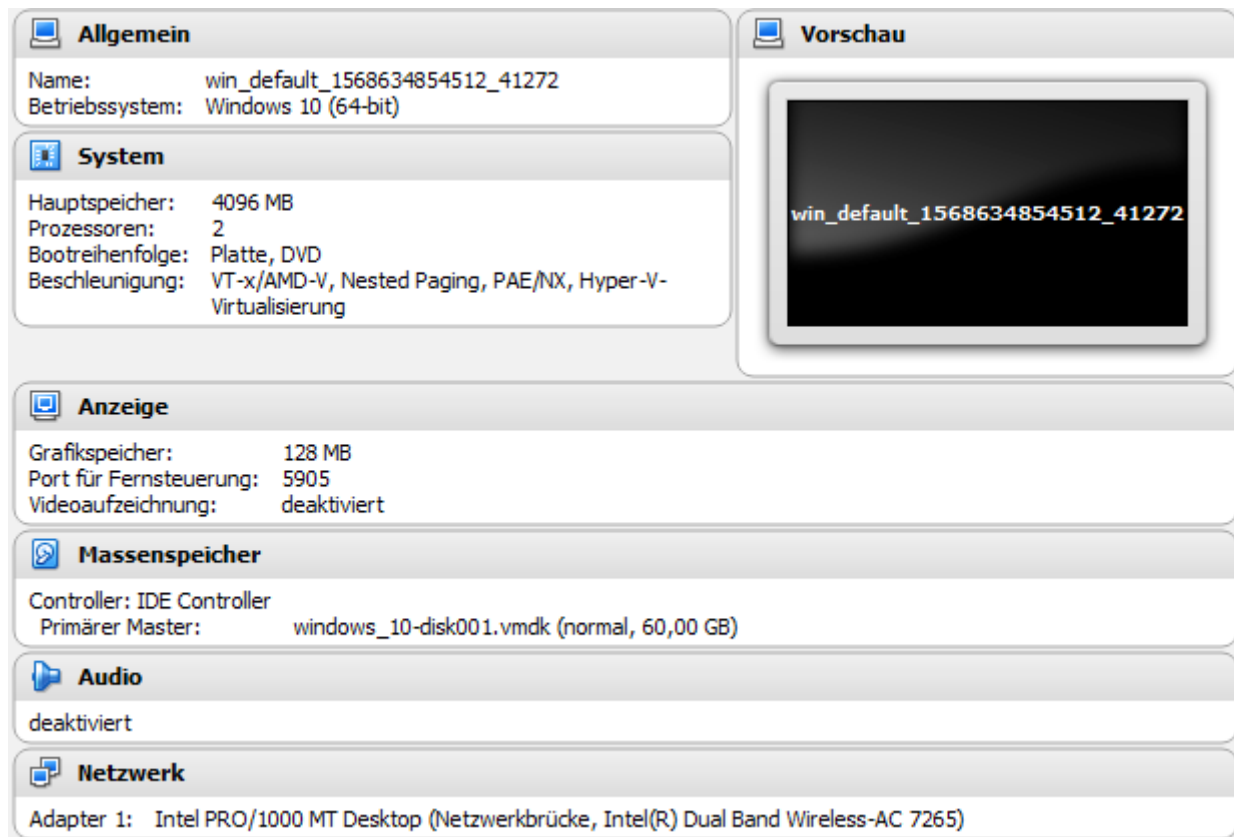 Allgemein
Name: win_default_1568634854512_41272
Betriebssystem: Windows 10 (64-bit)
System
Hauptspeicher: 4096 MB
Prozessoren: 2
Bootreihenfolge: Platte, DVD
Beschleunigung: VT-x/AMD-V, Nested Paging, PAE/NX, Hyper-V-
Virtualisierung
Vorschau
win_default_1568634854512_41272
Anzeige
Grafikspeicher: 128 MB
Port für Fernsteuerung: 5905
Videoaufzeichnung: deaktiviert
Massenspeicher
Controller: IDE Controller
Primärer Master: windows_10-disk001.vmdk (normal, 60,00 GB)
Audio
deaktiviert
Netzwerk
Adapter 1: Intel PRO/1000 MT Desktop (Netzwerkbrücke, Intel(R) Dual Band Wireless-AC 7265)